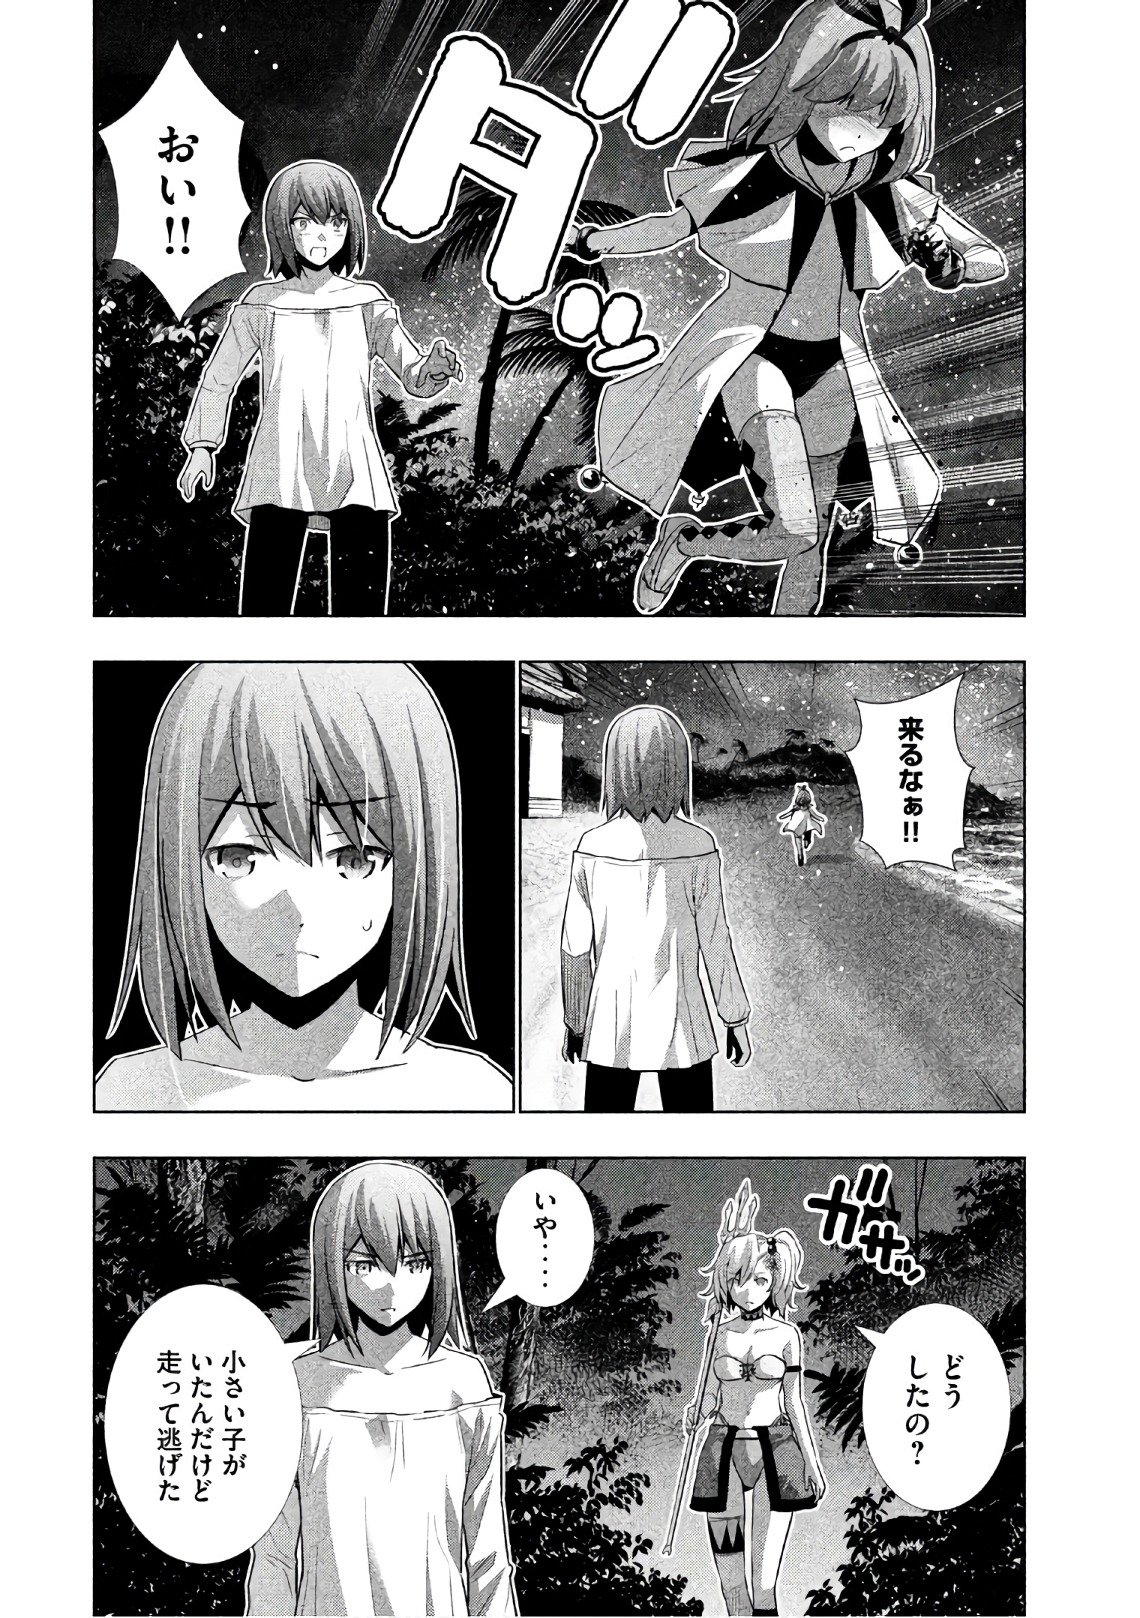 ダダッ
おい!!
来るなぁ!!
ガサッ
どう
したの?
いや‥‥
小さい子が
いたんだけど
走って逃げた